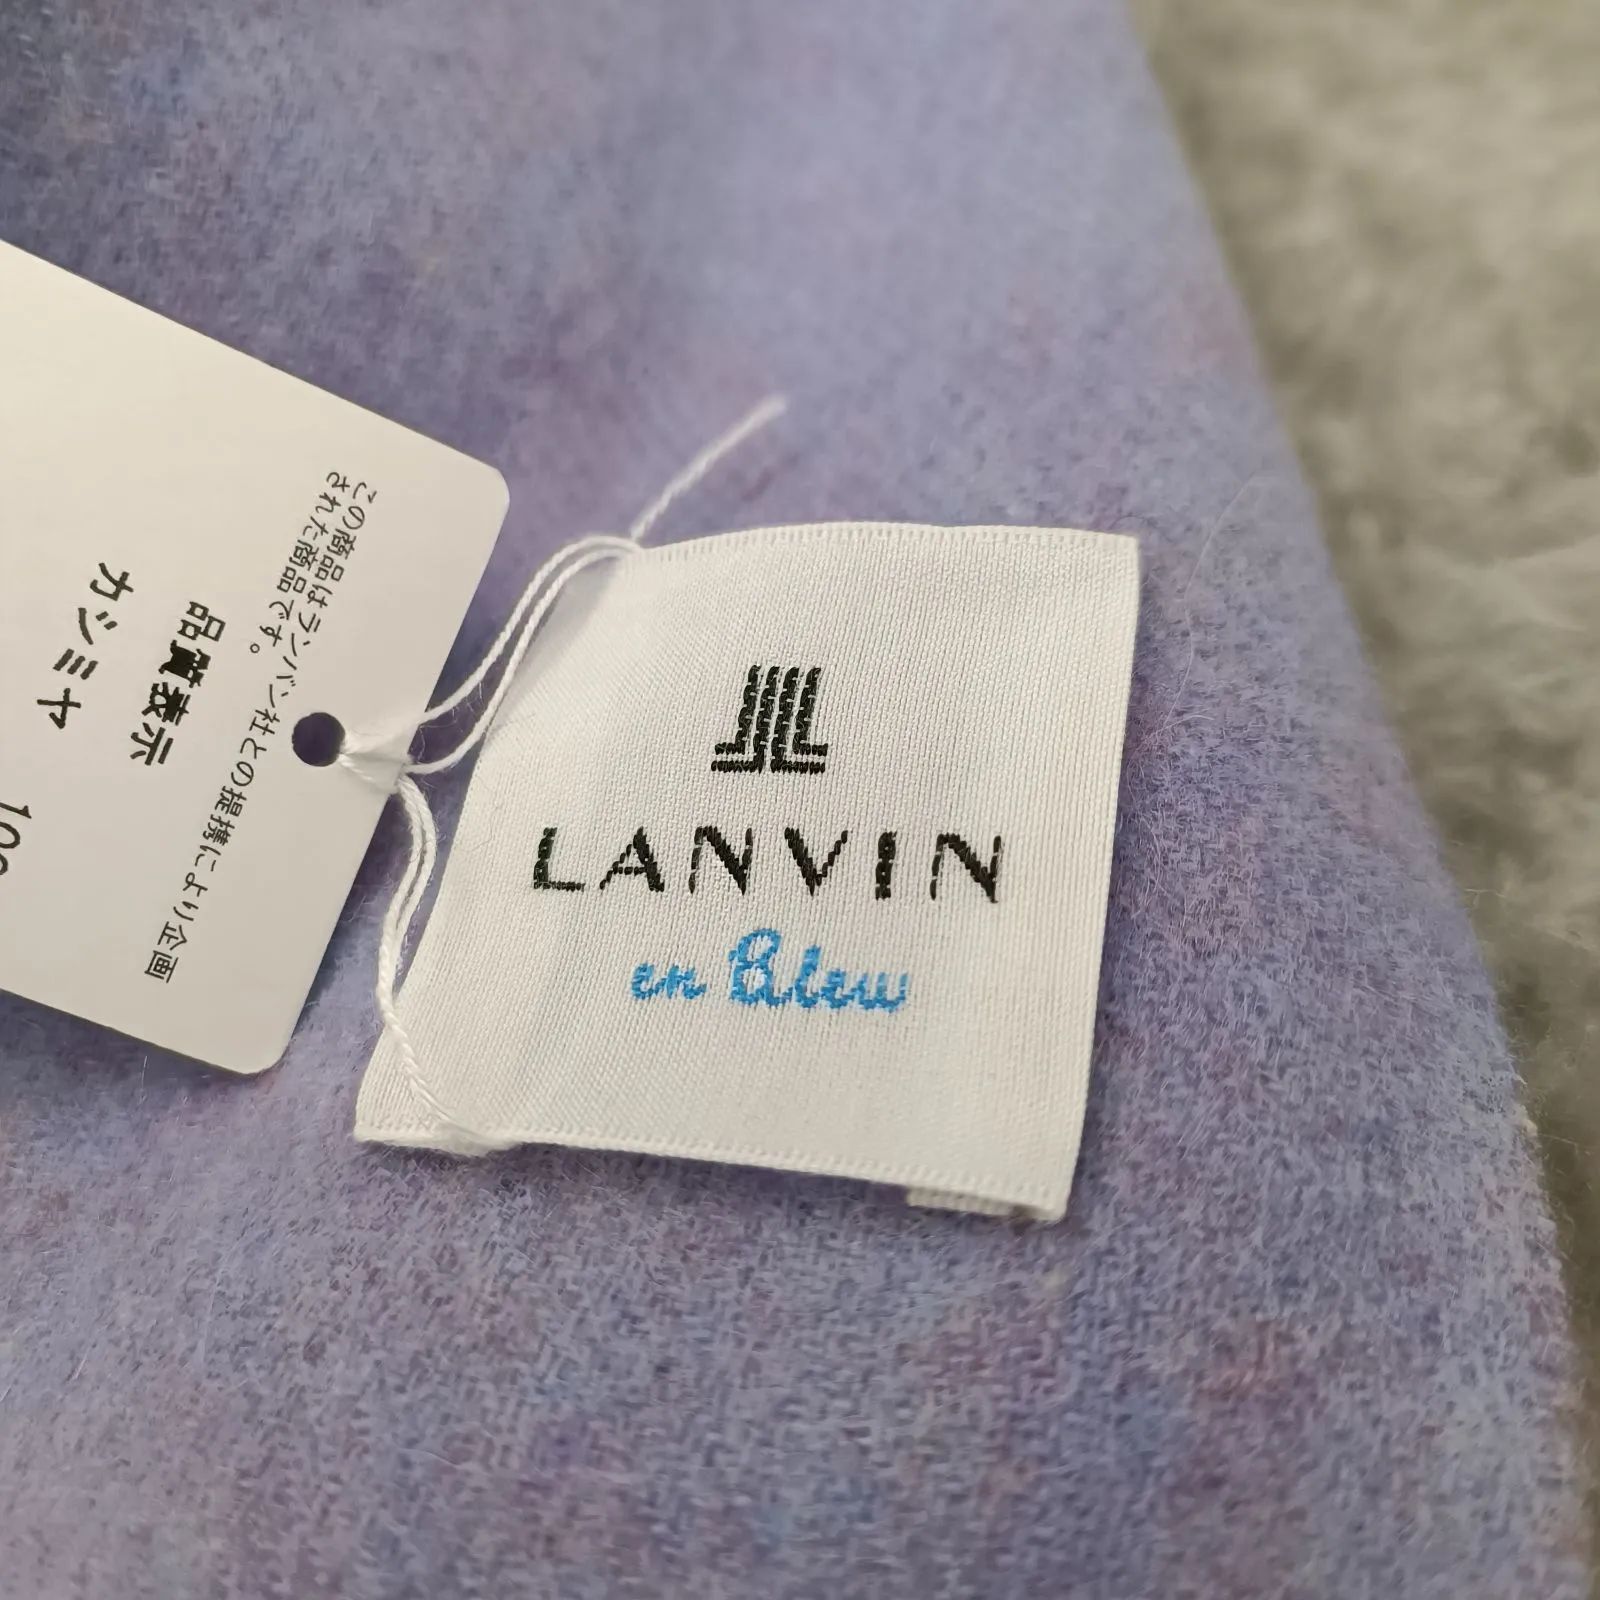 LANVIN
en Bleu
この商品はランバン社との提携により企画
された商品です。
品質表示
カシミヤ